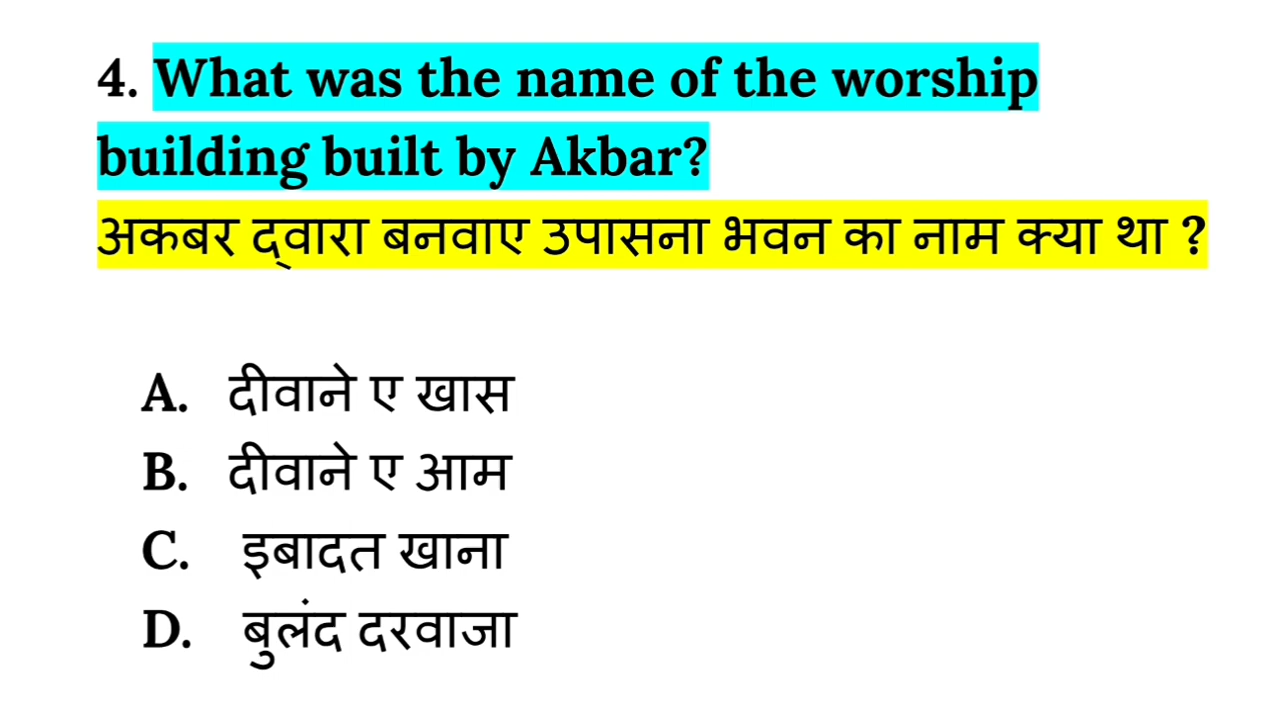 4. What was the name of the worship
building built by Akbar?
अकबर द्वारा बनवाए उपासना भवन का नाम क्या था ?
A. दीवाने ए खास
B. दीवाने ए आम
C. इबादत खाना
D. बुलंद दरवाजा